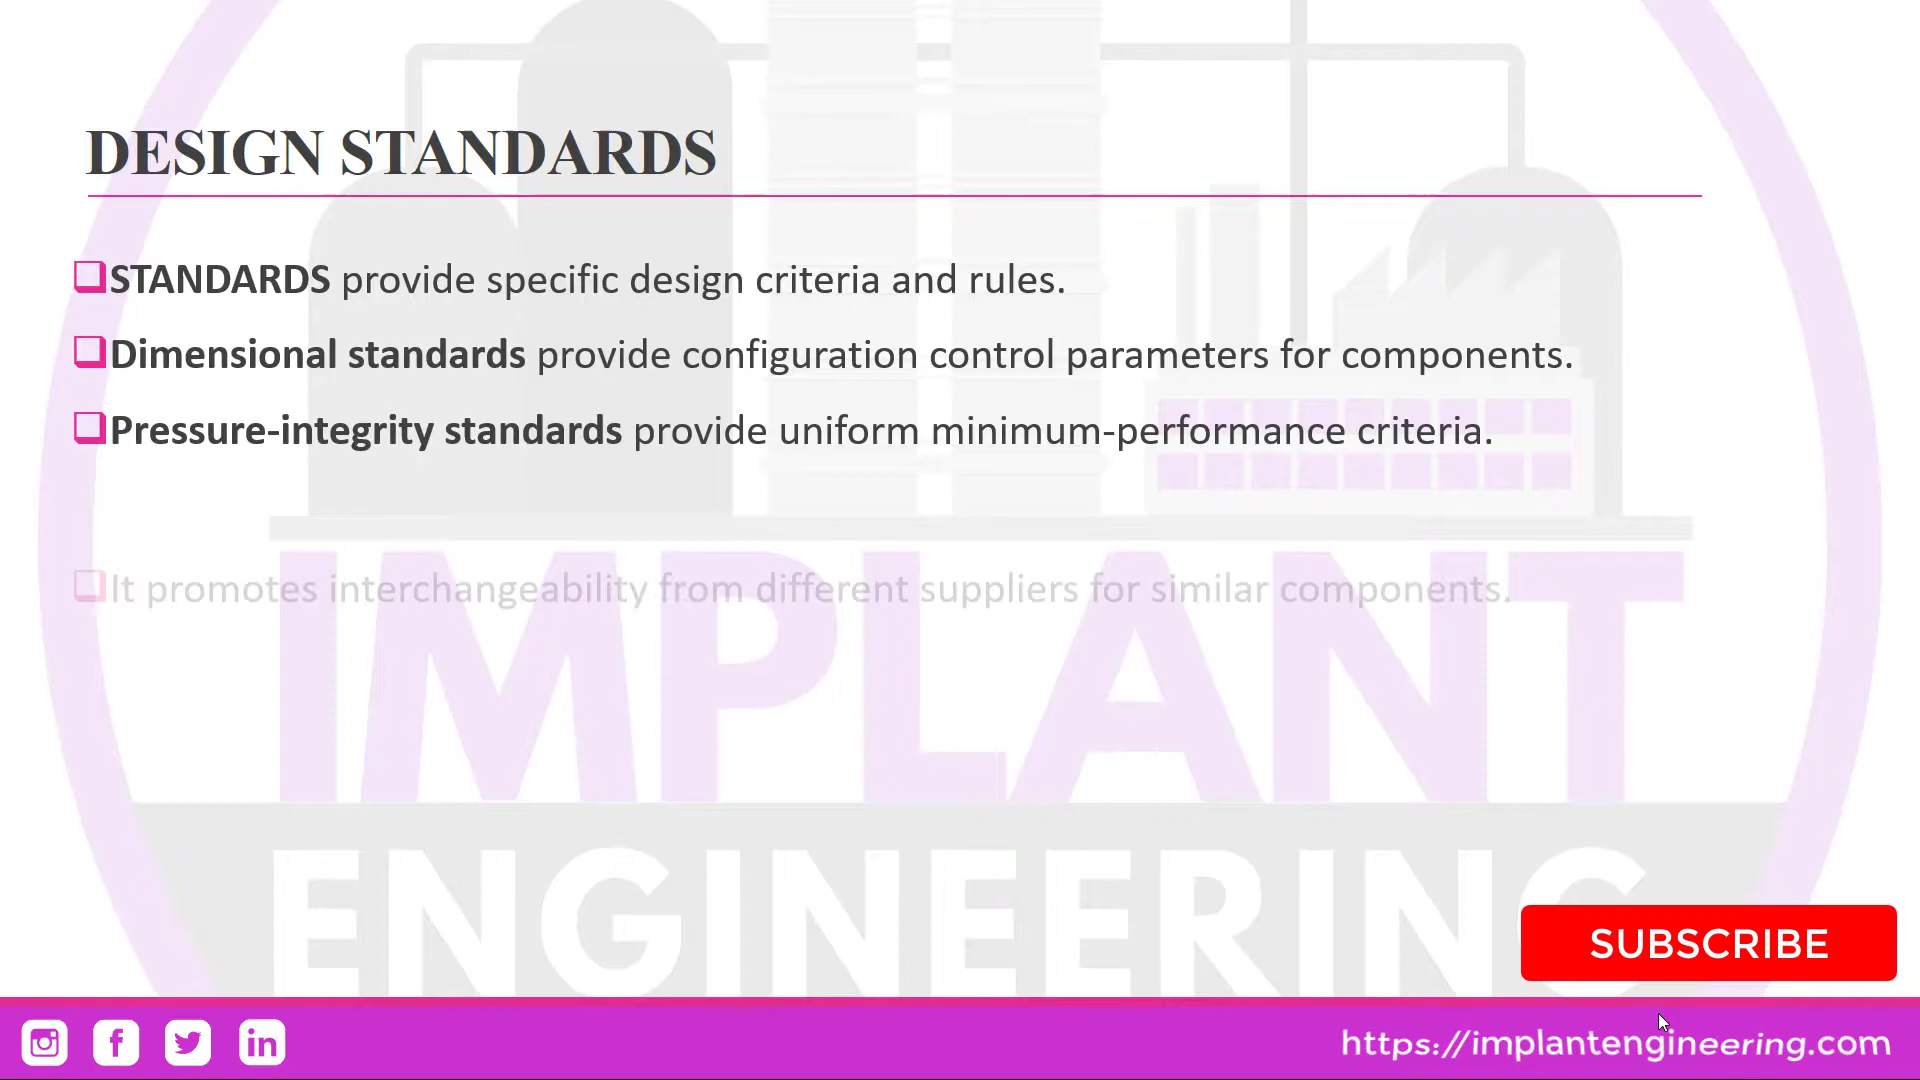 DESIGN STANDARDS
STANDARDS provide specific design criteria and rules.
Dimensional standards provide configuration control parameters for components.
Pressure-integrity standards provide uniform minimum-performance criteria.
It promotes interchangeability from different suppliers for similar components.
IMPLANT
ENGINEERING
SUBSCRIBE
https://implantengineering.com